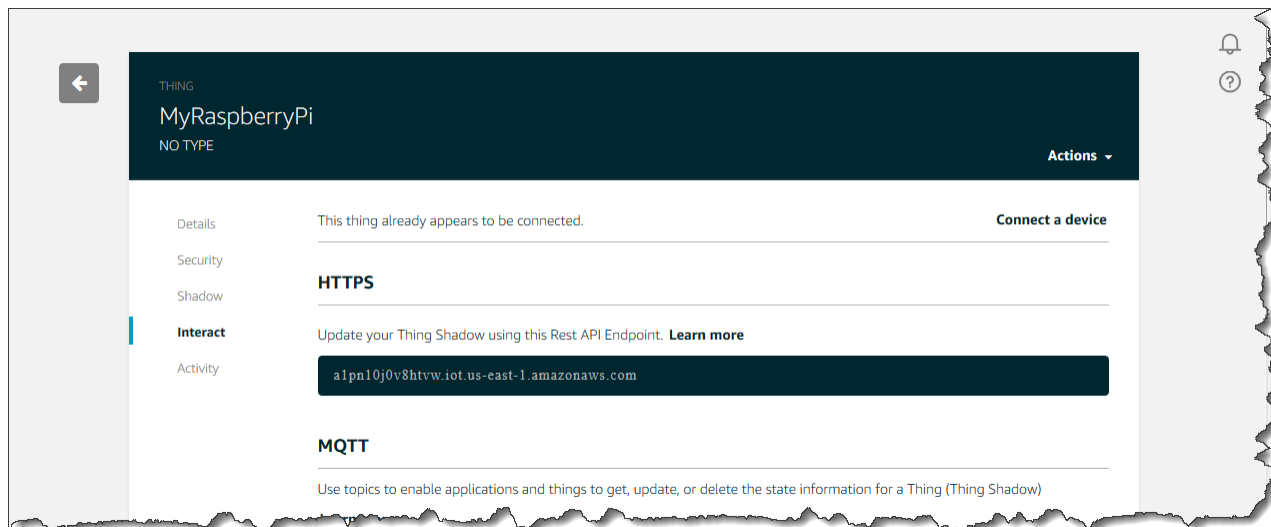 THING
MyRaspberryPi
NO TYPE
Actions
Details
Security
Shadow
Interact
Activity
This thing already appears to be connected. Connect a device
HTTPS
Update your Thing Shadow using this Rest API Endpoint. Learn more
a1pn10j0v8htvw.iot.us-east-1.amazonaws.com
MQTT
Use topics to enable applications and things to get, update, or delete the state information for a Thing (Thing Shadow)